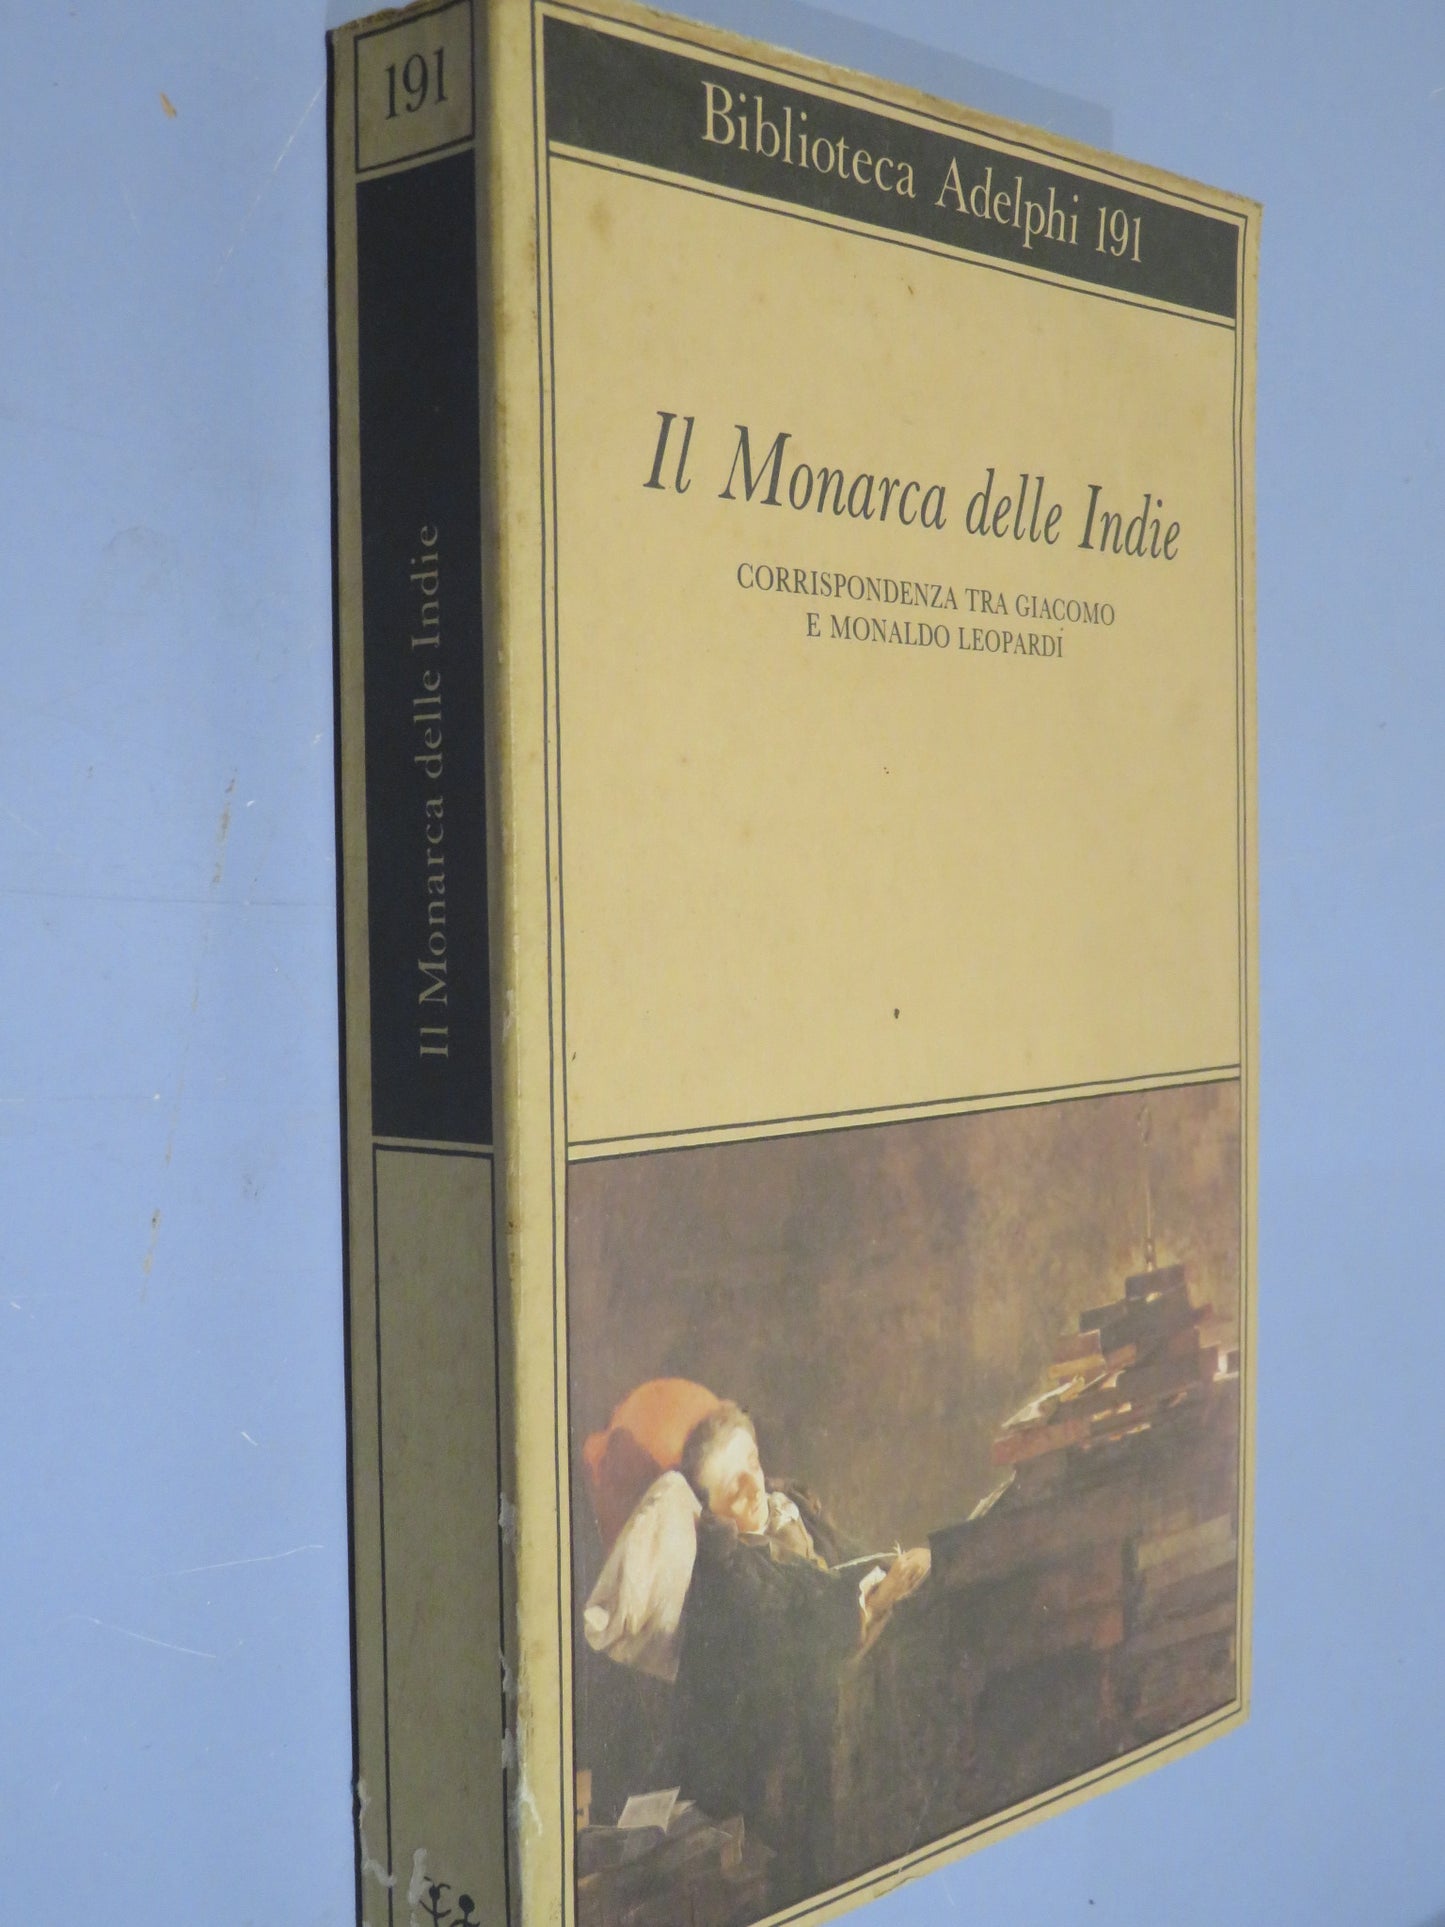 191
Il Monarca delle Indie
Biblioteca Adelphi 191
Il Monarca delle Indie
CORRISPONDENZA TRA GIACOMO
E MONALDO LEOPARDI